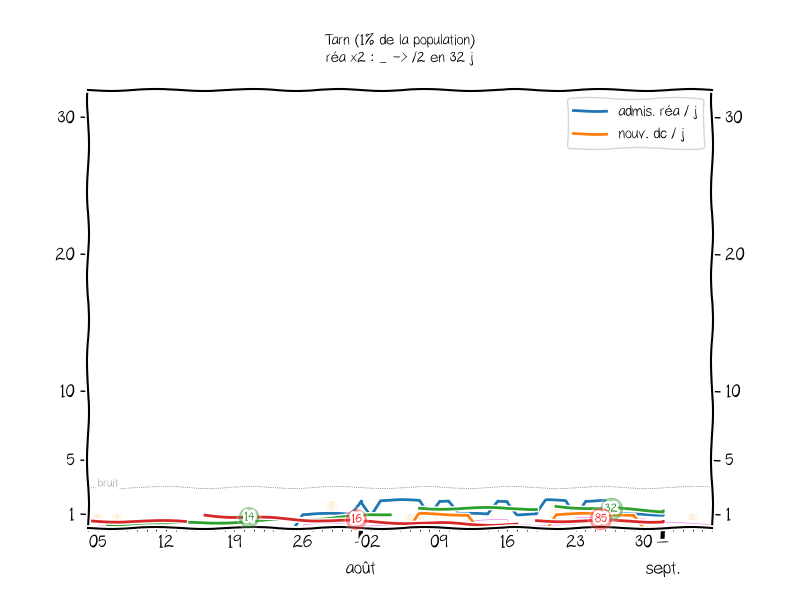 Tarn (1% de la population)
réa x2 : _ -> /2 en 32 j
admis. réa / j
nouv. dc / j
30
30
20
20
10
10
5
5
bruit
1
1
14
16
32
85
05 12 19 26 02 09 16 23 30
août sept.